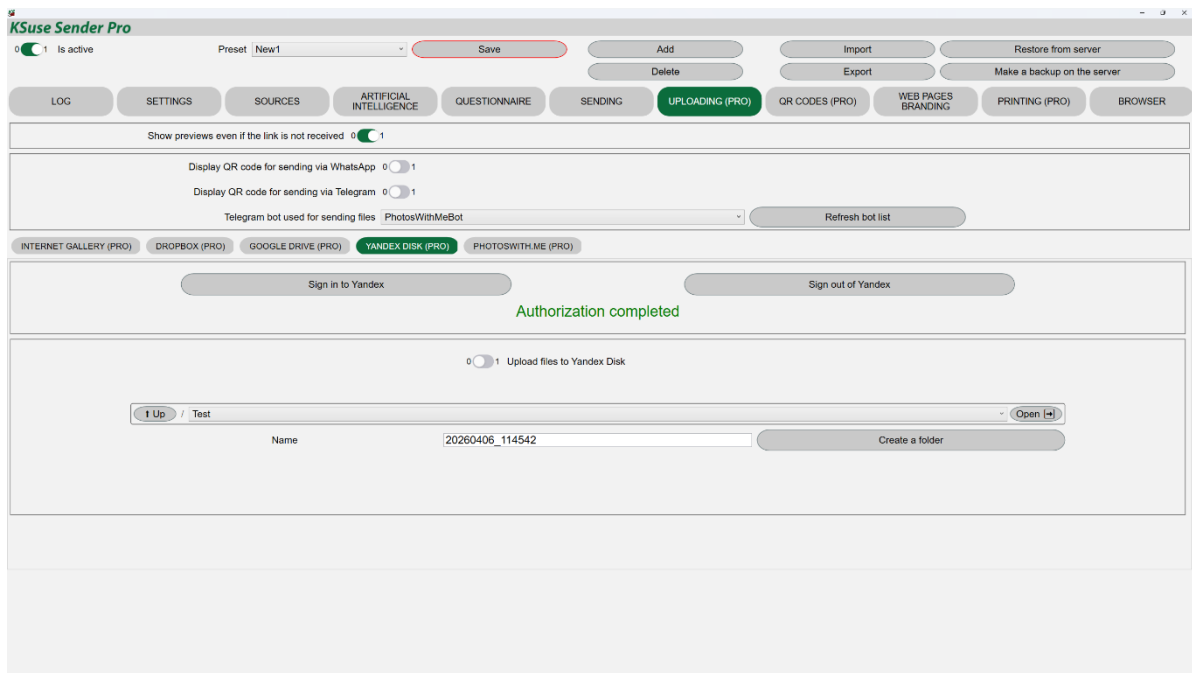 KSuse Sender Pro
0 1 Is active Preset New1 Save Add Import Restore from server
Delete Export Make a backup on the server
LOG SETTINGS SOURCES ARTIFICIAL INTELLIGENCE QUESTIONNAIRE SENDING UPLOADING (PRO) QR CODES (PRO) WEB PAGES BRANDING PRINTING (PRO) BROWSER
Show previews even if the link is not received 0 1
Display QR code for sending via WhatsApp 0 1
Display QR code for sending via Telegram 0 1
Telegram bot used for sending files PhotosWithMeBot Refresh bot list
INTERNET GALLERY (PRO) DROPBOX (PRO) GOOGLE DRIVE (PRO) YANDEX DISK (PRO) PHOTOSWITH.ME (PRO)
Sign in to Yandex Sign out of Yandex
Authorization completed
0 1 Upload files to Yandex Disk
⬆ Up / Test Open
Name 20260406_114542 Create a folder